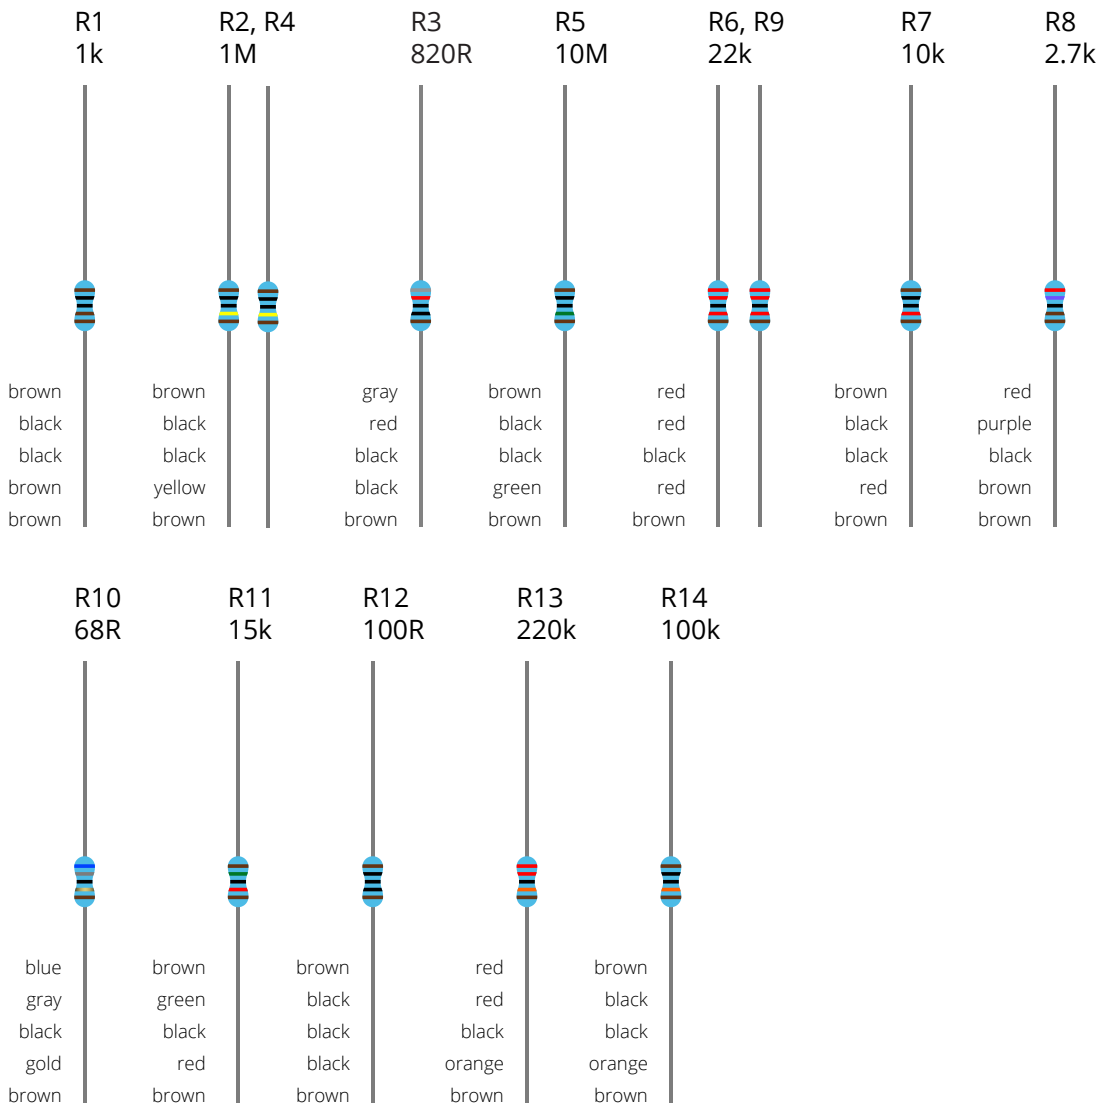 R1
1k
brown
black
black
brown
brown
R2, R4
1M
brown
black
black
yellow
brown
R3
820R
gray
red
black
black
brown
R5
10M
brown
black
black
green
brown
R6, R9
22k
red
red
black
red
brown
R7
10k
brown
black
black
red
brown
R8
2.7k
red
purple
black
brown
brown
R10
68R
blue
gray
black
gold
brown
R11
15k
brown
green
black
red
brown
R12
100R
brown
black
black
black
brown
R13
220k
red
red
black
orange
brown
R14
100k
brown
black
black
orange
brown